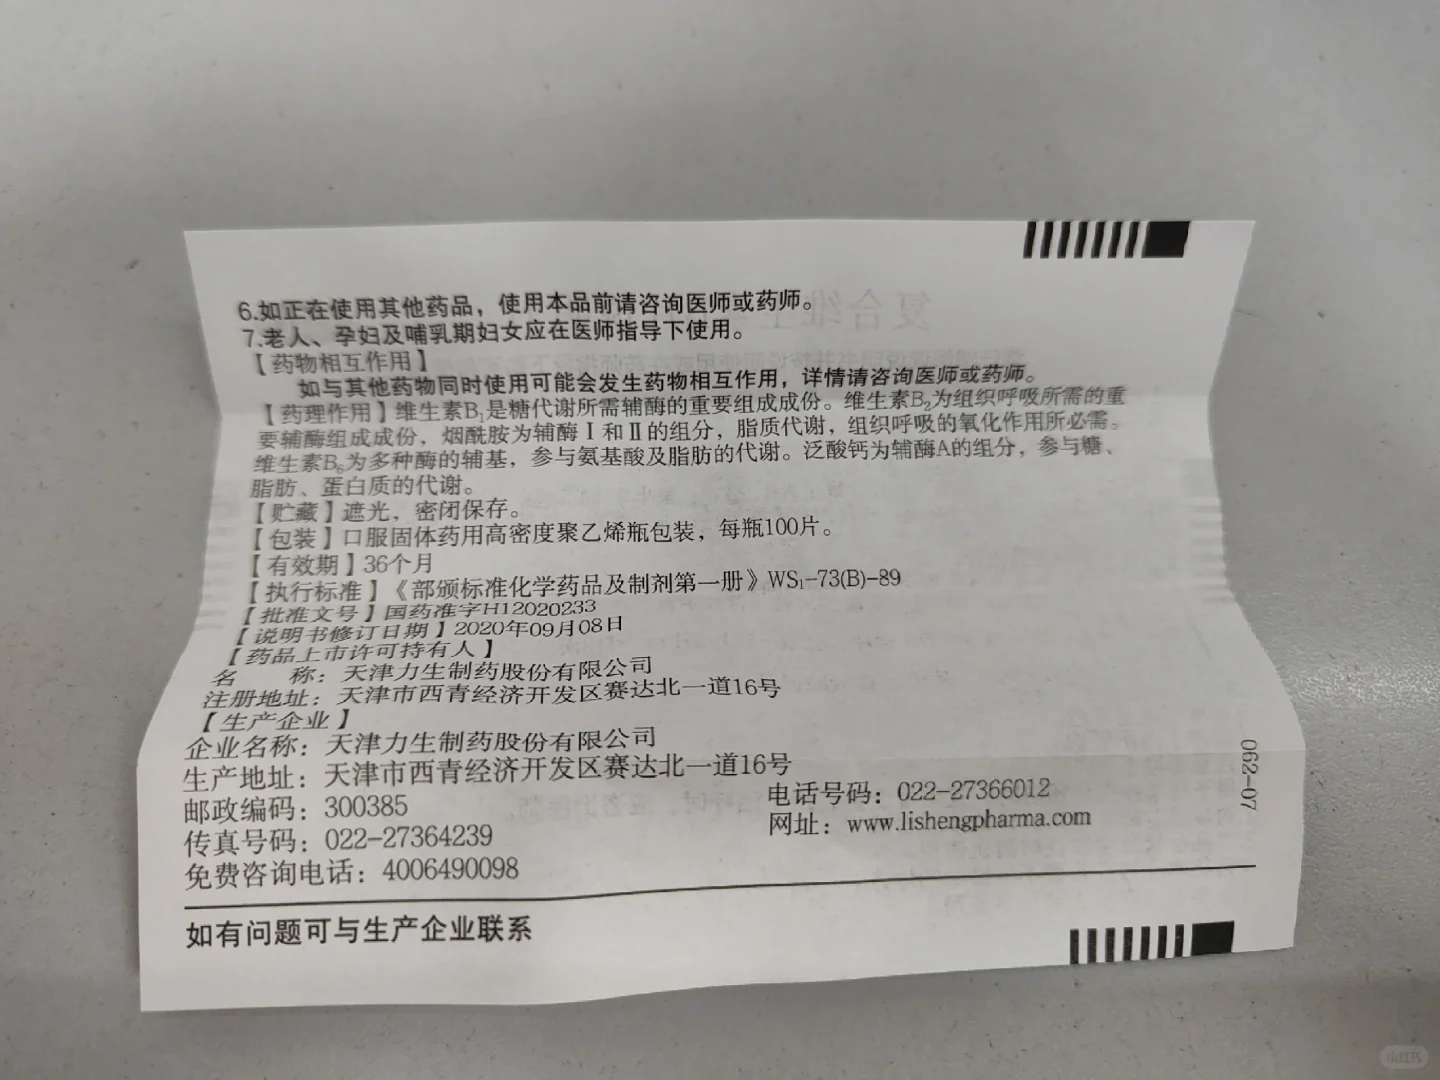 6.如正在使用其他药品，使用本品前请咨询医师或药师。
7.老人、孕妇及哺乳期妇女应在医师指导下使用。
【药物相互作用】
如与其他药物同时使用可能会发生药物相互作用，详情请咨询医师或药师。
【药理作用】维生素B₁是糖代谢所需辅酶的重要组成成份。维生素B₂为组织呼吸所需的重
要辅酶组成成份，烟酰胺为辅酶Ⅰ和Ⅱ的组分，脂质代谢，组织呼吸的氧化作用所必需。
维生素B₆为多种酶的辅基，参与氨基酸及脂肪的代谢。泛酸钙为辅酶A的组分，参与糖、
脂肪、蛋白质的代谢。
【贮藏】遮光，密闭保存。
【包装】口服固体药用高密度聚乙烯瓶包装，每瓶100片。
【有效期】36个月
【执行标准】《部颁标准化学药品及制剂第一册》WS₁-73(B)-89
【批准文号】国药准字H12020233
【说明书修订日期】2020年09月08日
【药品上市许可持有人】
名　　称：天津力生制药股份有限公司
注册地址：天津市西青经济开发区赛达北一道16号
【生产企业】
企业名称：天津力生制药股份有限公司
生产地址：天津市西青经济开发区赛达北一道16号
邮政编码：300385
电话号码：022-27366012
传真号码：022-27364239
网址：www.lishengpharma.com
免费咨询电话：4006490098
如有问题可与生产企业联系
062-07
小红书